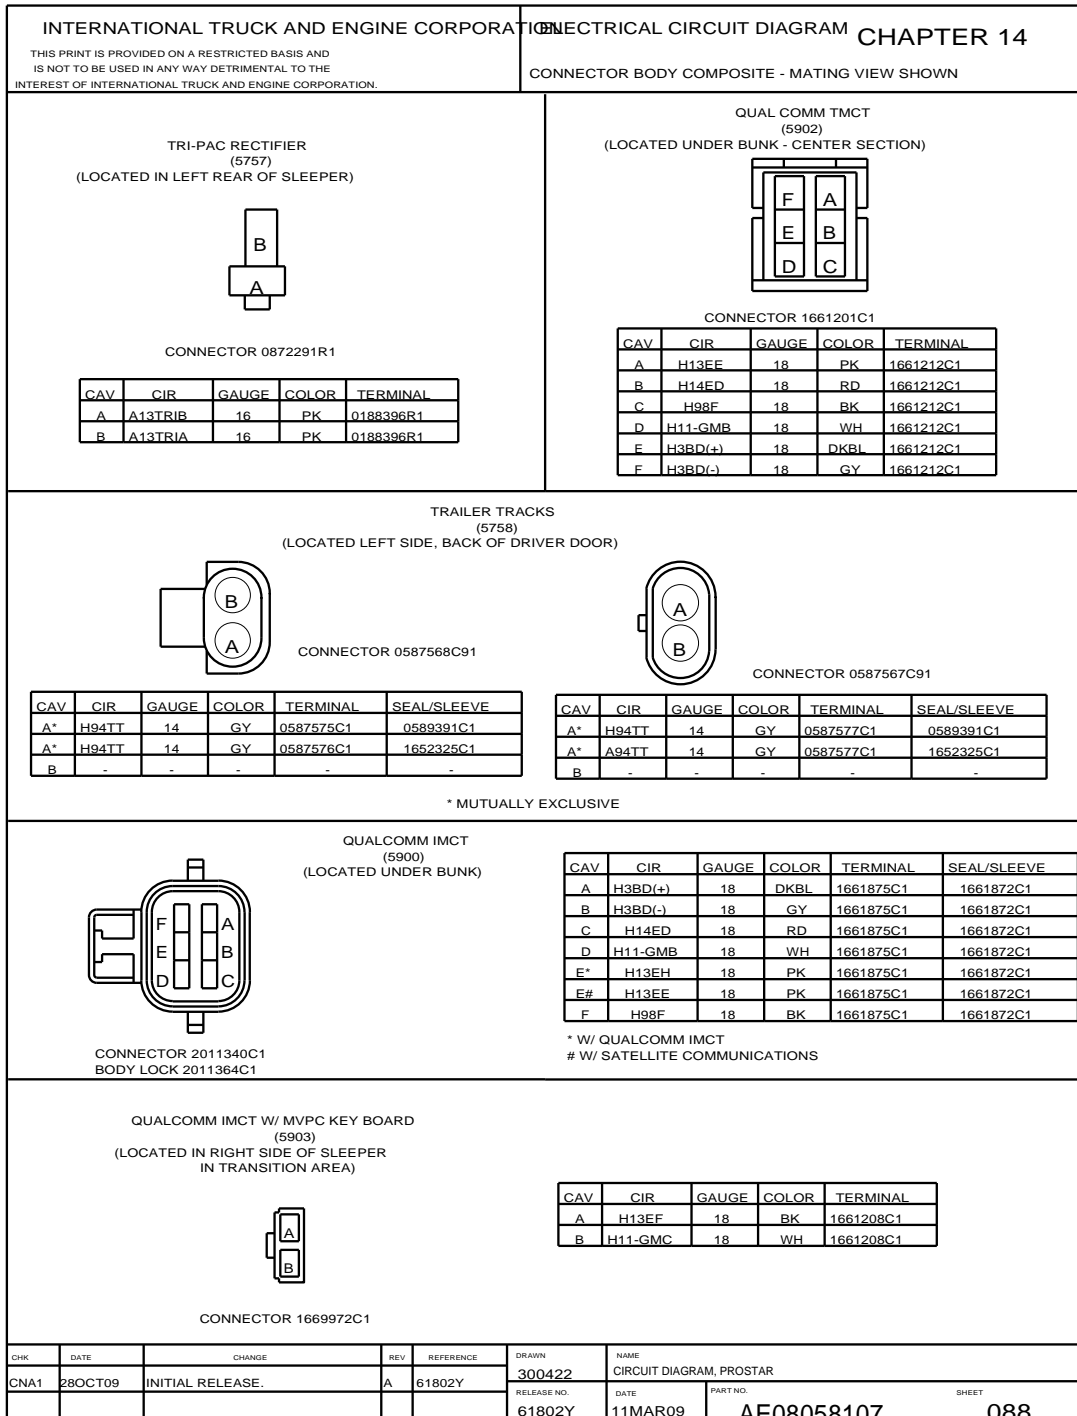 INTERNATIONAL TRUCK AND ENGINE CORPORATION
THIS PRINT IS PROVIDED ON A RESTRICTED BASIS AND
IS NOT TO BE USED IN ANY WAY DETRIMENTAL TO THE
INTEREST OF INTERNATIONAL TRUCK AND ENGINE CORPORATION.
ELECTRICAL CIRCUIT DIAGRAM CHAPTER 14
CONNECTOR BODY COMPOSITE - MATING VIEW SHOWN
TRI-PAC RECTIFIER
(5757)
(LOCATED IN LEFT REAR OF SLEEPER)
B
A
CONNECTOR 0872291R1
CAV CIR GAUGE COLOR TERMINAL
A A13TRIB 16 PK 0188396R1
B A13TRIA 16 PK 0188396R1
QUAL COMM TMCT
(5902)
(LOCATED UNDER BUNK - CENTER SECTION)
F A
E B
D C
CONNECTOR 1661201C1
CAV CIR GAUGE COLOR TERMINAL
A H13EE 18 PK 1661212C1
B H14ED 18 RD 1661212C1
C H98F 18 BK 1661212C1
D H11-GMB 18 WH 1661212C1
E H3BD(+) 18 DKBL 1661212C1
F H3BD(-) 18 GY 1661212C1
TRAILER TRACKS
(5758)
(LOCATED LEFT SIDE, BACK OF DRIVER DOOR)
B
A
CONNECTOR 0587568C91
CAV CIR GAUGE COLOR TERMINAL SEAL/SLEEVE
A* H94TT 14 GY 0587575C1 0589391C1
A* H94TT 14 GY 0587576C1 1652325C1
B - - - - -
A
B
CONNECTOR 0587567C91
CAV CIR GAUGE COLOR TERMINAL SEAL/SLEEVE
A* H94TT 14 GY 0587577C1 0589391C1
A* A94TT 14 GY 0587577C1 1652325C1
B - - - - -
* MUTUALLY EXCLUSIVE
QUALCOMM IMCT
(5900)
(LOCATED UNDER BUNK)
F A
E B
D C
CONNECTOR 2011340C1
BODY LOCK 2011364C1
CAV CIR GAUGE COLOR TERMINAL SEAL/SLEEVE
A H3BD(+) 18 DKBL 1661875C1 1661872C1
B H3BD(-) 18 GY 1661875C1 1661872C1
C H14ED 18 RD 1661875C1 1661872C1
D H11-GMB 18 WH 1661875C1 1661872C1
E* H13EH 18 PK 1661875C1 1661872C1
E# H13EE 18 PK 1661875C1 1661872C1
F H98F 18 BK 1661875C1 1661872C1
* W/ QUALCOMM IMCT
# W/ SATELLITE COMMUNICATIONS
QUALCOMM IMCT W/ MVPC KEY BOARD
(5903)
(LOCATED IN RIGHT SIDE OF SLEEPER
IN TRANSITION AREA)
A
B
CONNECTOR 1669972C1
CAV CIR GAUGE COLOR TERMINAL
A H13EF 18 BK 1661208C1
B H11-GMC 18 WH 1661208C1
CHK DATE CHANGE REV REFERENCE
CNA1 28OCT09 INITIAL RELEASE. A 61802Y
DRAWN
300422
NAME
CIRCUIT DIAGRAM, PROSTAR
RELEASE NO.
61802Y
DATE
11MAR09
PART NO.
AE08058107
SHEET
088